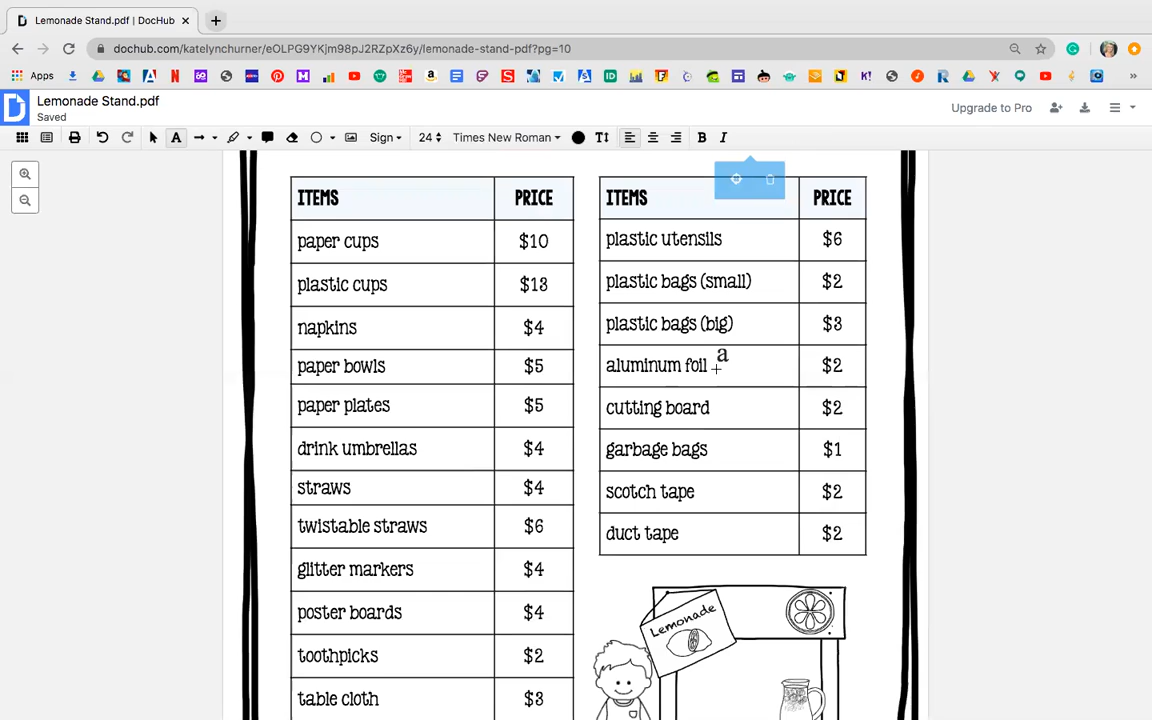 Lemonade Stand.pdf | DocHub
dochub.com/katelynchurner/eOLPG9YKjm98pJ2RZpXz6y/lemonade-stand-pdf?pg=10
Apps
Lemonade Stand.pdf
Saved
Upgrade to Pro
A Sign 24 Times New Roman B I
ITEMS PRICE
paper cups $10
plastic cups $13
napkins $4
paper bowls $5
paper plates $5
drink umbrellas $4
straws $4
twistable straws $6
glitter markers $4
poster boards $4
toothpicks $2
table cloth $3
ITEMS PRICE
plastic utensils $6
plastic bags (small) $2
plastic bags (big) $3
aluminum foil a $2
cutting board $2
garbage bags $1
scotch tape $2
duct tape $2
Lemonade